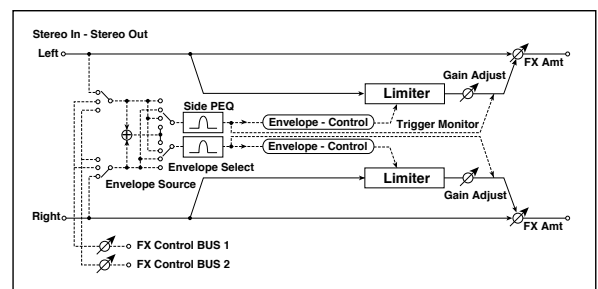 Stereo In - Stereo Out
Left
FX Amt
Gain Adjust
Limiter
Side PEQ
Envelope - Control
Trigger Monitor
Envelope - Control
Envelope Select
Envelope Source
Limiter
Gain Adjust
Right
FX Amt
FX Control BUS 1
FX Control BUS 2